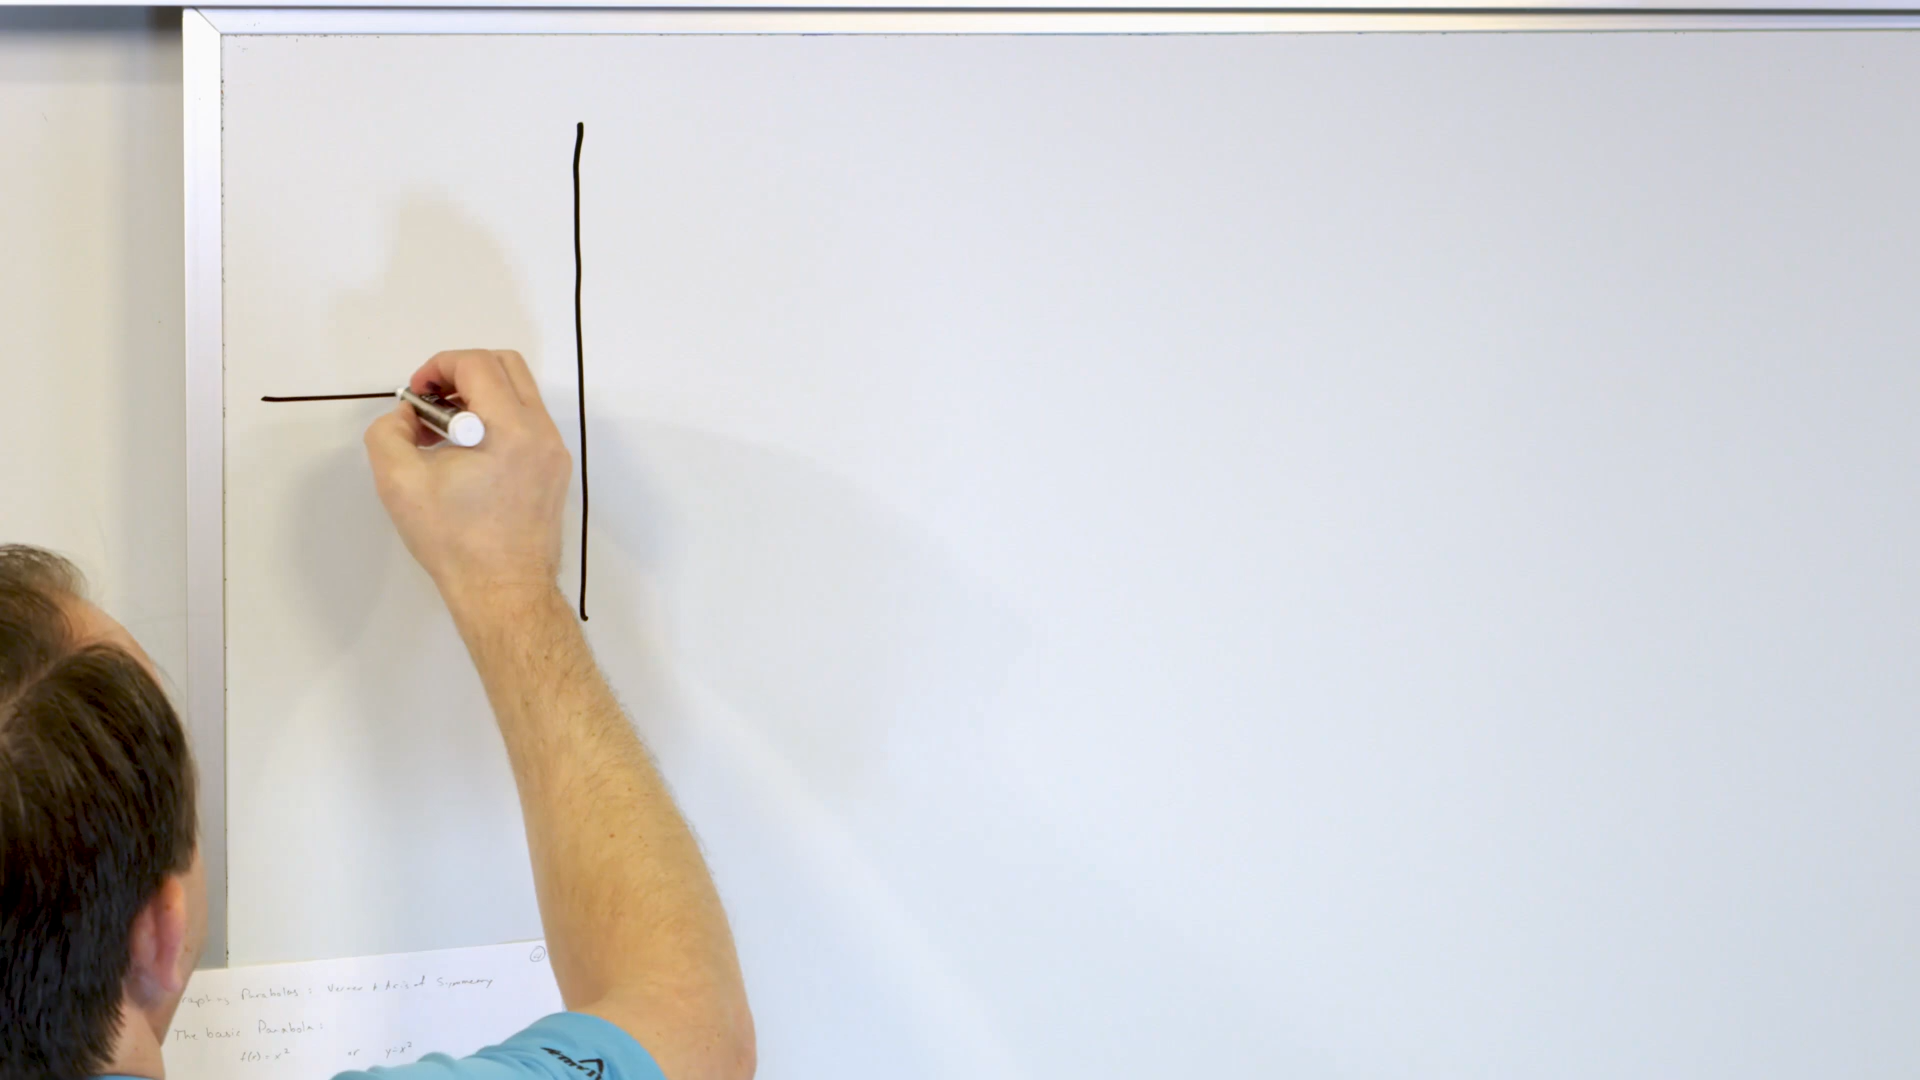 Graphing Parabolas: Vertex & Axis of Symmetry
The basic Parabola:
f(x) = x² or y = x²